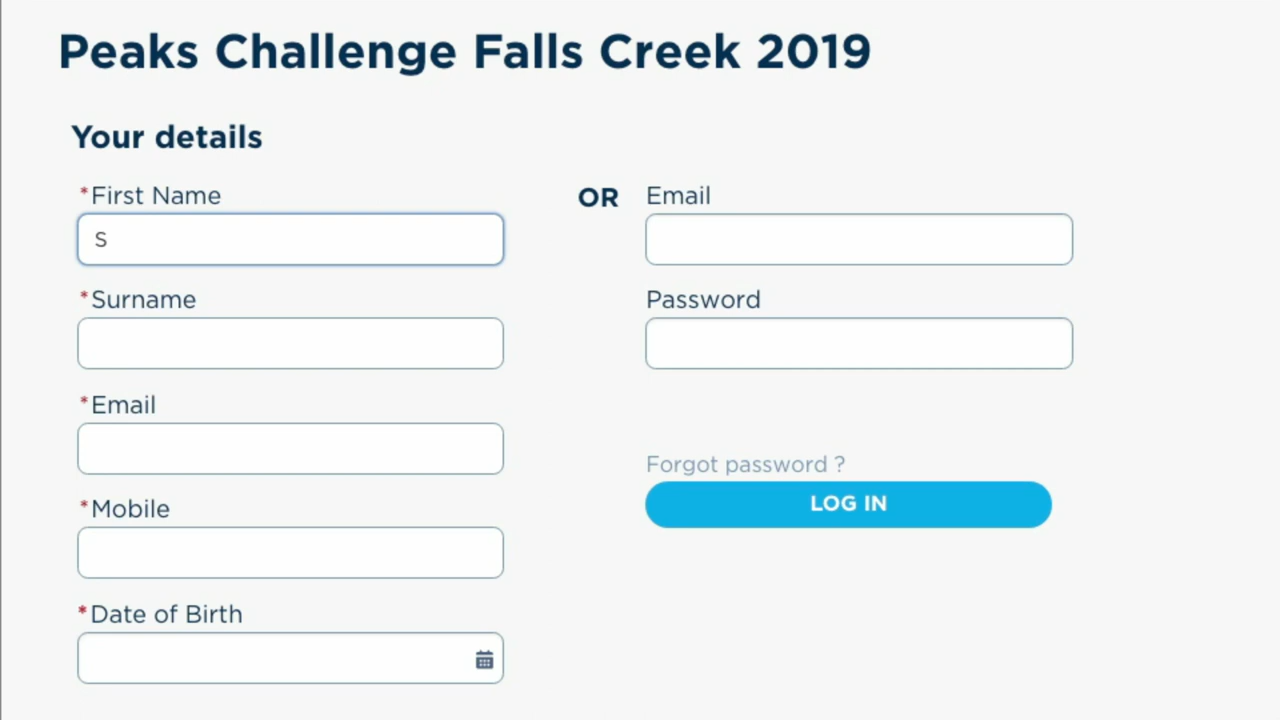 Peaks Challenge Falls Creek 2019
Your details
*First Name
S
*Surname
*Email
*Mobile
*Date of Birth
OR
Email
Password
Forgot password ?
LOG IN